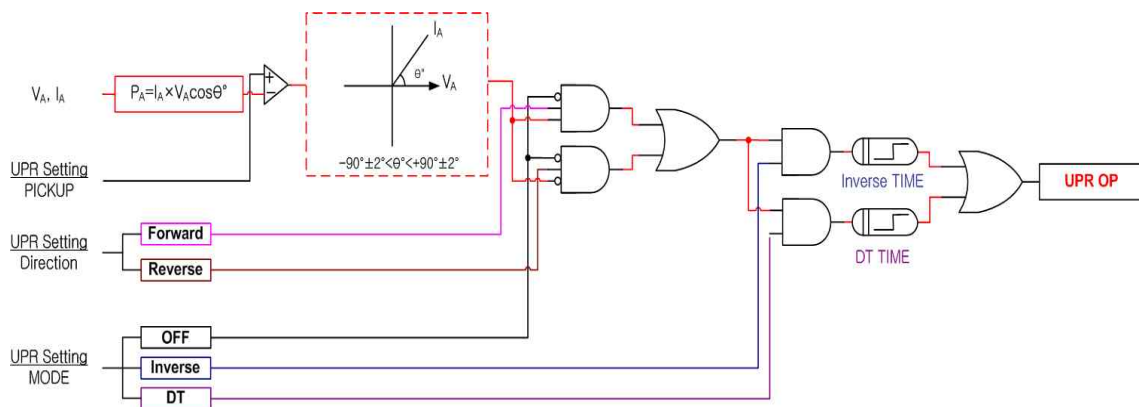 V_A, I_A
P_A=I_A×V_Acosθ°
+
−
I_A
θ°
V_A
−90°±2°<θ°<+90°±2°
UPR Setting
PICKUP
UPR Setting
Direction
Forward
Reverse
UPR Setting
MODE
OFF
Inverse
DT
Inverse TIME
DT TIME
UPR OP